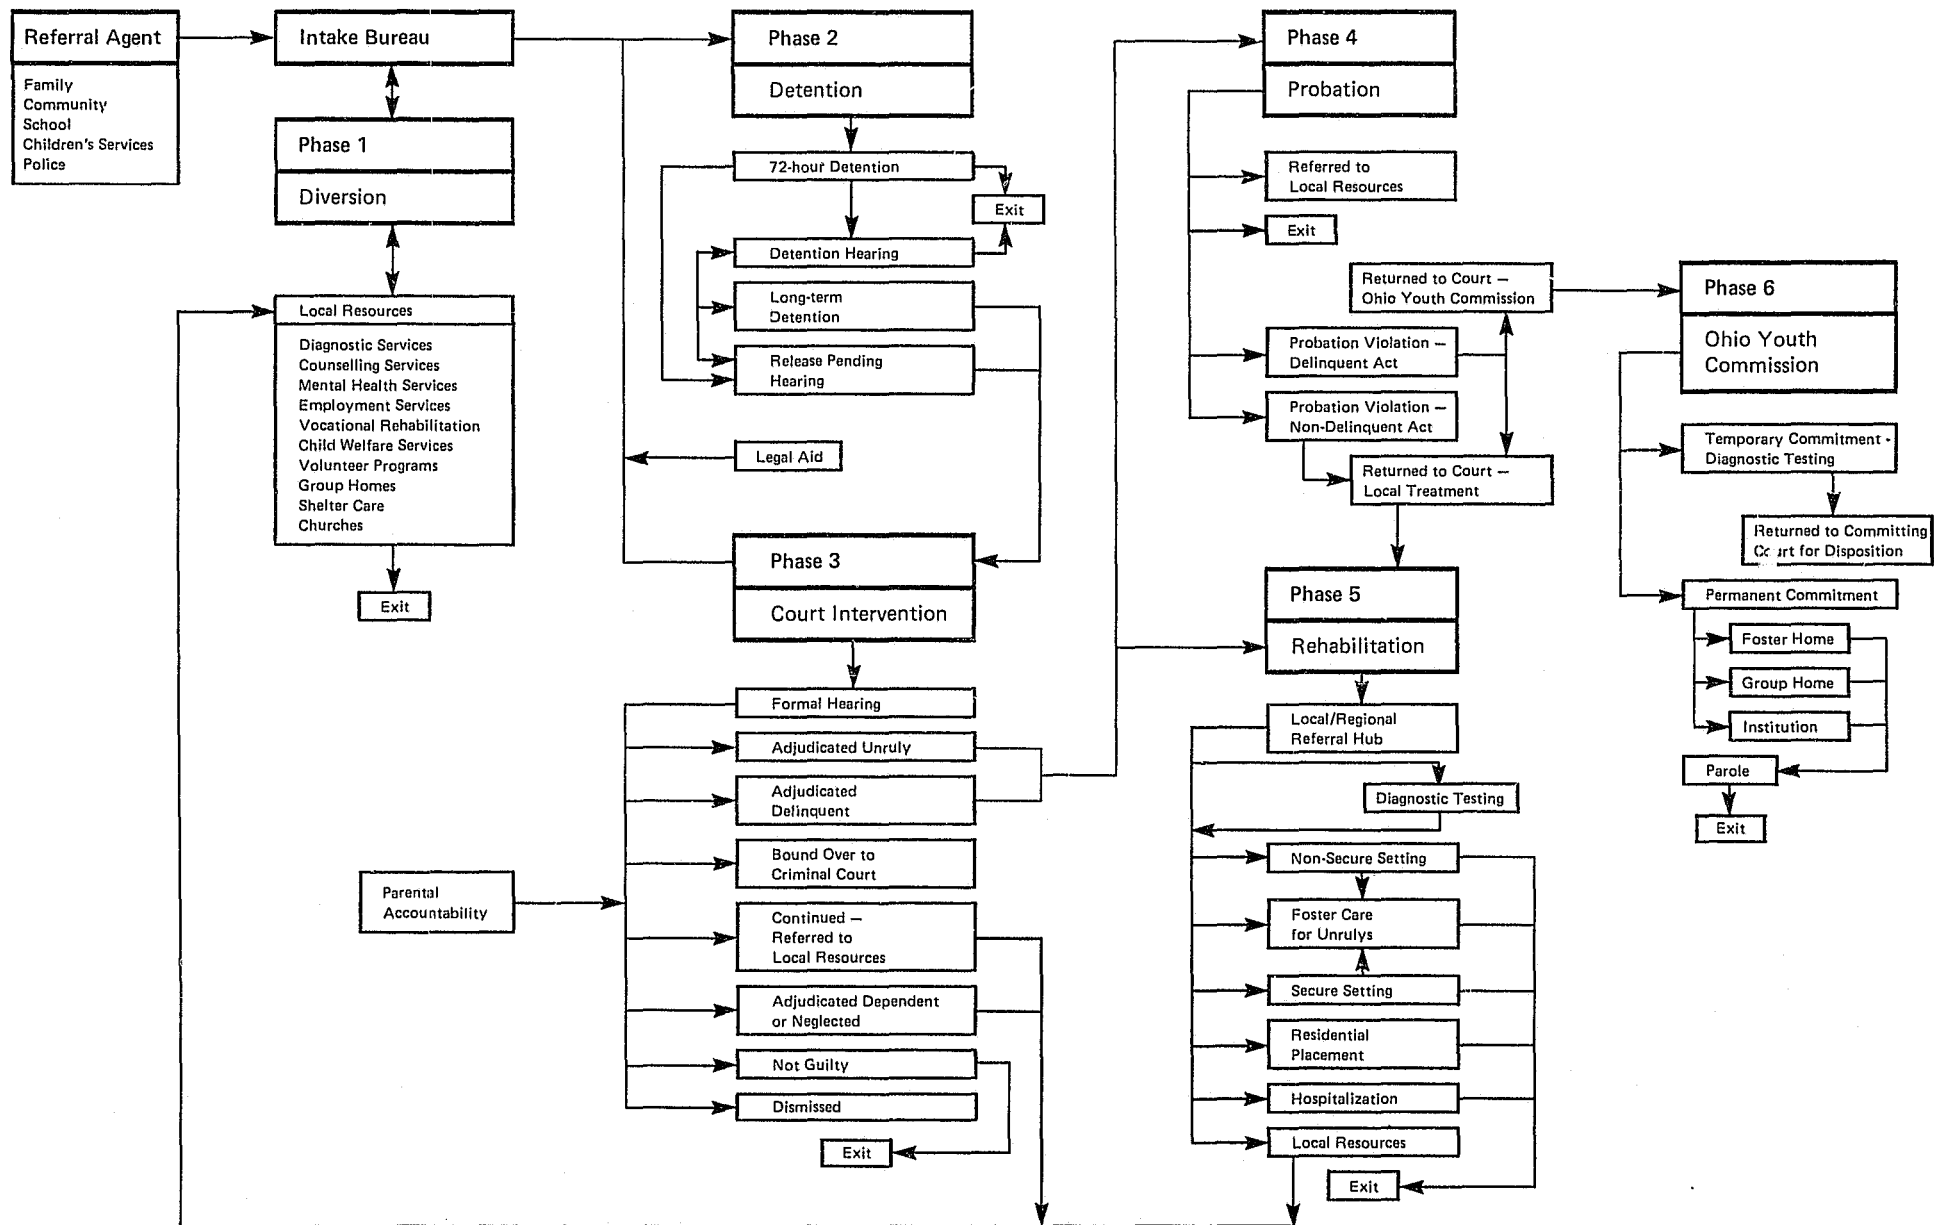 Referral Agent
Family
Community
School
Children's Services
Police
Intake Bureau
Phase 1
Diversion
Local Resources
Diagnostic Services
Counselling Services
Mental Health Services
Employment Services
Vocational Rehabilitation
Child Welfare Services
Volunteer Programs
Group Homes
Shelter Care
Churches
Exit
Parental
Accountability
Phase 2
Detention
72-hour Detention
Exit
Detention Hearing
Long-term
Detention
Release Pending
Hearing
Legal Aid
Phase 3
Court Intervention
Formal Hearing
Adjudicated Unruly
Adjudicated
Delinquent
Bound Over to
Criminal Court
Continued —
Referred to
Local Resources
Adjudicated Dependent
or Neglected
Not Guilty
Dismissed
Exit
Phase 4
Probation
Referred to
Local Resources
Exit
Returned to Court —
Ohio Youth Commission
Probation Violation —
Delinquent Act
Probation Violation —
Non-Delinquent Act
Returned to Court —
Local Treatment
Phase 5
Rehabilitation
Local/Regional
Referral Hub
Diagnostic Testing
Non-Secure Setting
Foster Care
for Unrulys
Secure Setting
Residential
Placement
Hospitalization
Local Resources
Exit
Phase 6
Ohio Youth
Commission
Temporary Commitment -
Diagnostic Testing
Returned to Committing
Court for Disposition
Permanent Commitment
Foster Home
Group Home
Institution
Parole
Exit